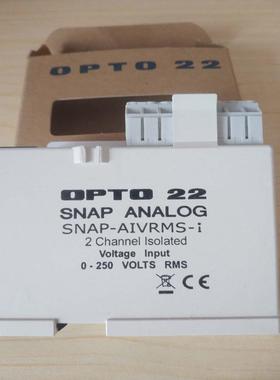 OPTO 22
OPTO 22
SNAP ANALOG
SNAP-AIVRMS-i
2 Channel Isolated
Voltage Input
0 - 250 VOLTS RMS
CE